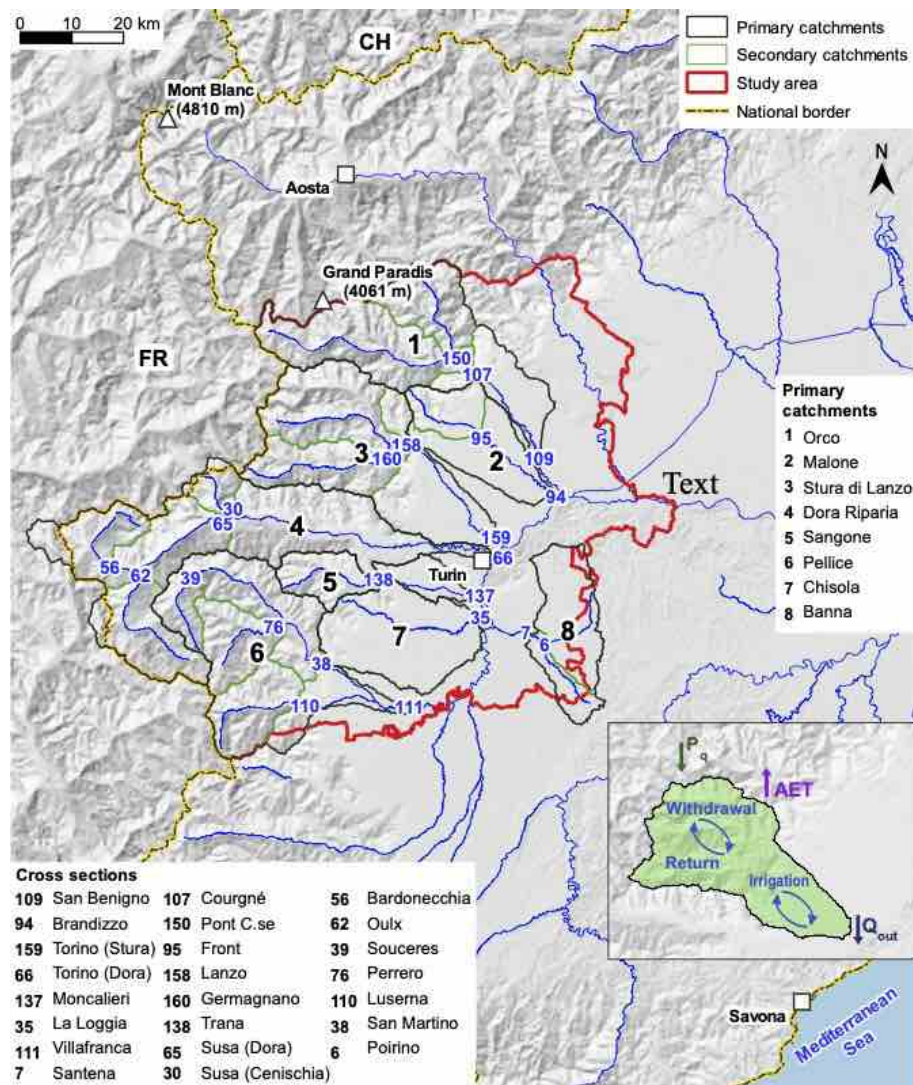 0 10 20 km
CH
Mont Blanc
(4810 m)
Primary catchments
Secondary catchments
Study area
National border
N
Aosta
Grand Paradis
(4061 m)
FR
1
150
107
Primary
catchments
1 Orco
2 Malone
3 Stura di Lanzo
4 Dora Riparia
5 Sangone
6 Pellice
7 Chisola
8 Banna
158
95
3
160
2
109
94
Text
30
65
4
159
66
56
62
39
Turin
5
138
137
35
76
7
7
8
6
6
38
110
111
P q
AET
Withdrawal
Return
Irrigation
Q out
Cross sections
109 San Benigno 107 Courgné 56 Bardonecchia
94 Brandizzo 150 Pont C.se 62 Oulx
159 Torino (Stura) 95 Front 39 Souceres
66 Torino (Dora) 158 Lanzo 76 Perrero
137 Moncalieri 160 Germagnano 110 Luserna
35 La Loggia 138 Trana 38 San Martino
111 Villafranca 65 Susa (Dora) 6 Poirino
7 Santena 30 Susa (Cenischia)
Savona
Mediterranean
Sea